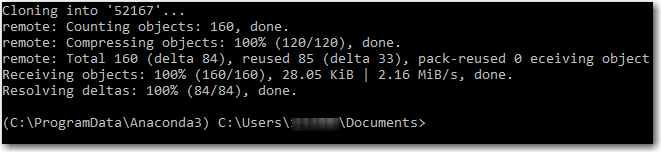 Cloning into '52167'...
remote: Counting objects: 160, done.
remote: Compressing objects: 100% (120/120), done.
remote: Total 160 (delta 84), reused 85 (delta 33), pack-reused 0 eceiving object
Receiving objects: 100% (160/160), 28.05 KiB | 2.16 MiB/s, done.
Resolving deltas: 100% (84/84), done.
(C:\ProgramData\Anaconda3) C:\Users\ \Documents>